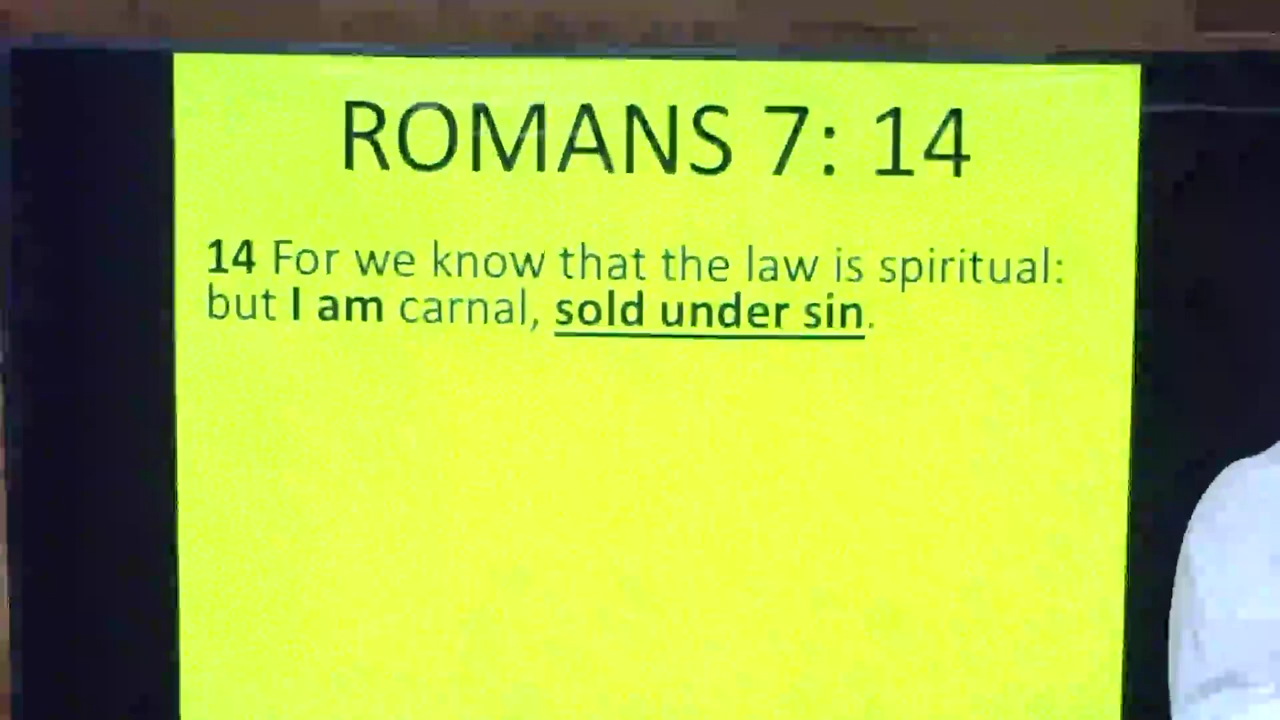 ROMANS 7: 14
14 For we know that the law is spiritual:
but I am carnal, sold under sin.